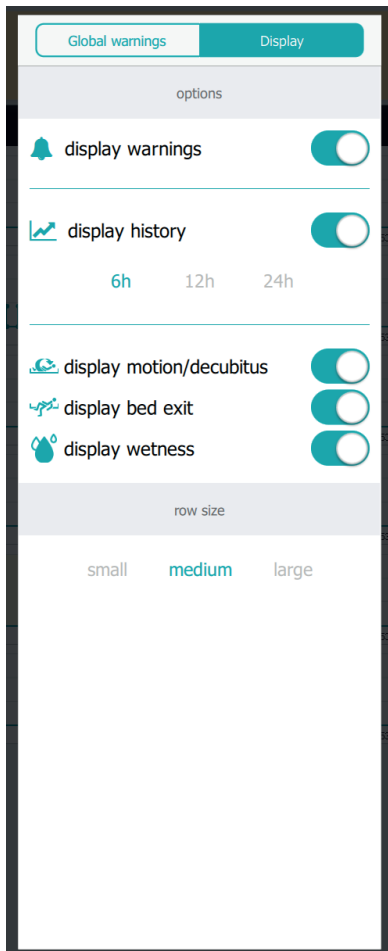 Global warnings Display
options
display warnings
display history
6h 12h 24h
display motion/decubitus
display bed exit
display wetness
row size
small medium large